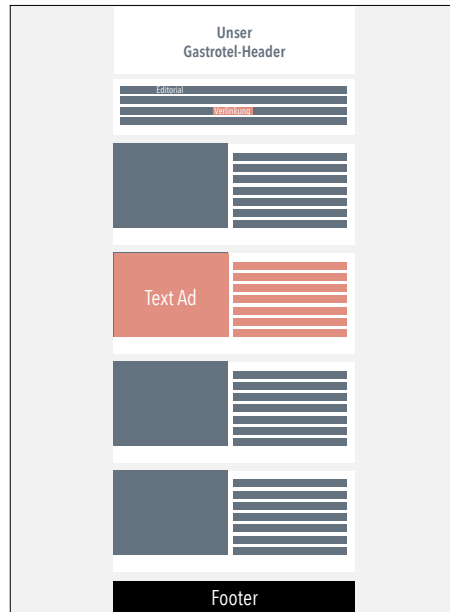 Unser
Gastrotel-Header
Editorial
Verlinkung
Text Ad
Footer